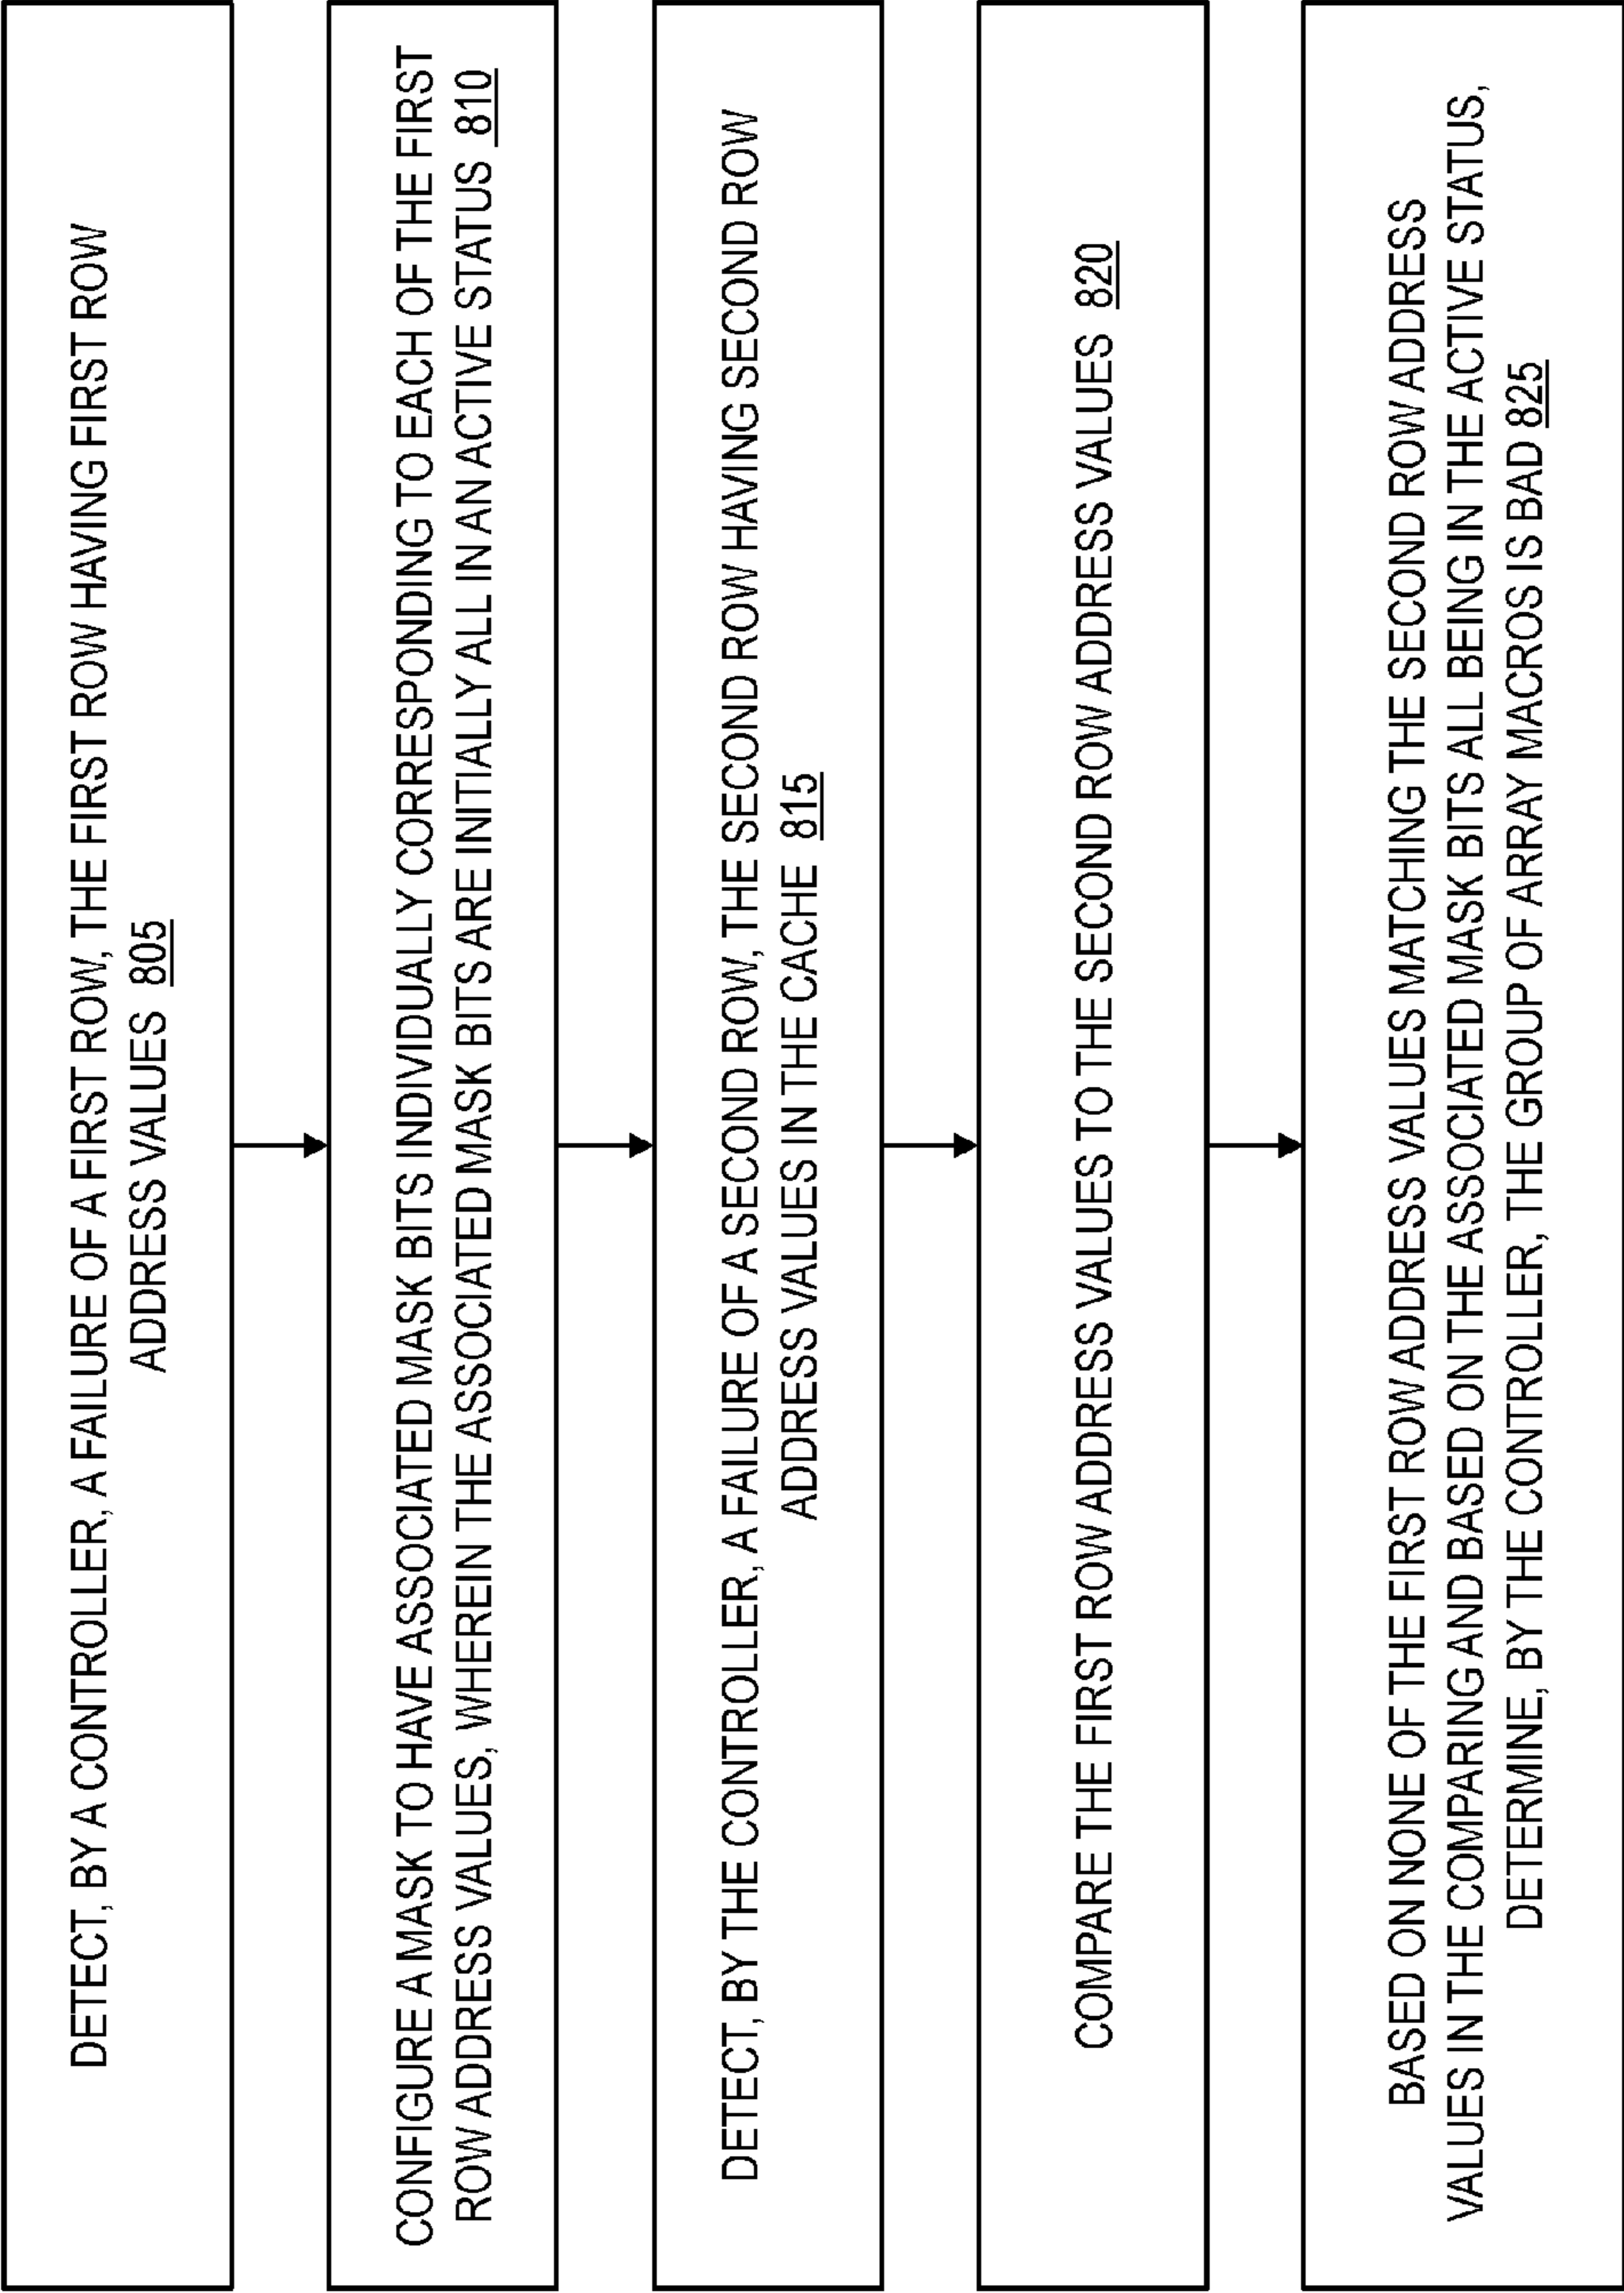 DETECT, BY A CONTROLLER, A FAILURE OF A FIRST ROW, THE FIRST ROW HAVING FIRST ROW
ADDRESS VALUES 805
CONFIGURE A MASK TO HAVE ASSOCIATED MASK BITS INDIVIDUALLY CORRESPONDING TO EACH OF THE FIRST
ROW ADDRESS VALUES, WHEREIN THE ASSOCIATED MASK BITS ARE INITIALLY ALL IN AN ACTIVE STATUS 810
DETECT, BY THE CONTROLLER, A FAILURE OF A SECOND ROW, THE SECOND ROW HAVING SECOND ROW
ADDRESS VALUES IN THE CACHE 815
COMPARE THE FIRST ROW ADDRESS VALUES TO THE SECOND ROW ADDRESS VALUES 820
BASED ON NONE OF THE FIRST ROW ADDRESS VALUES MATCHING THE SECOND ROW ADDRESS
VALUES IN THE COMPARING AND BASED ON THE ASSOCIATED MASK BITS ALL BEING IN THE ACTIVE STATUS,
DETERMINE, BY THE CONTROLLER, THE GROUP OF ARRAY MACROS IS BAD 825